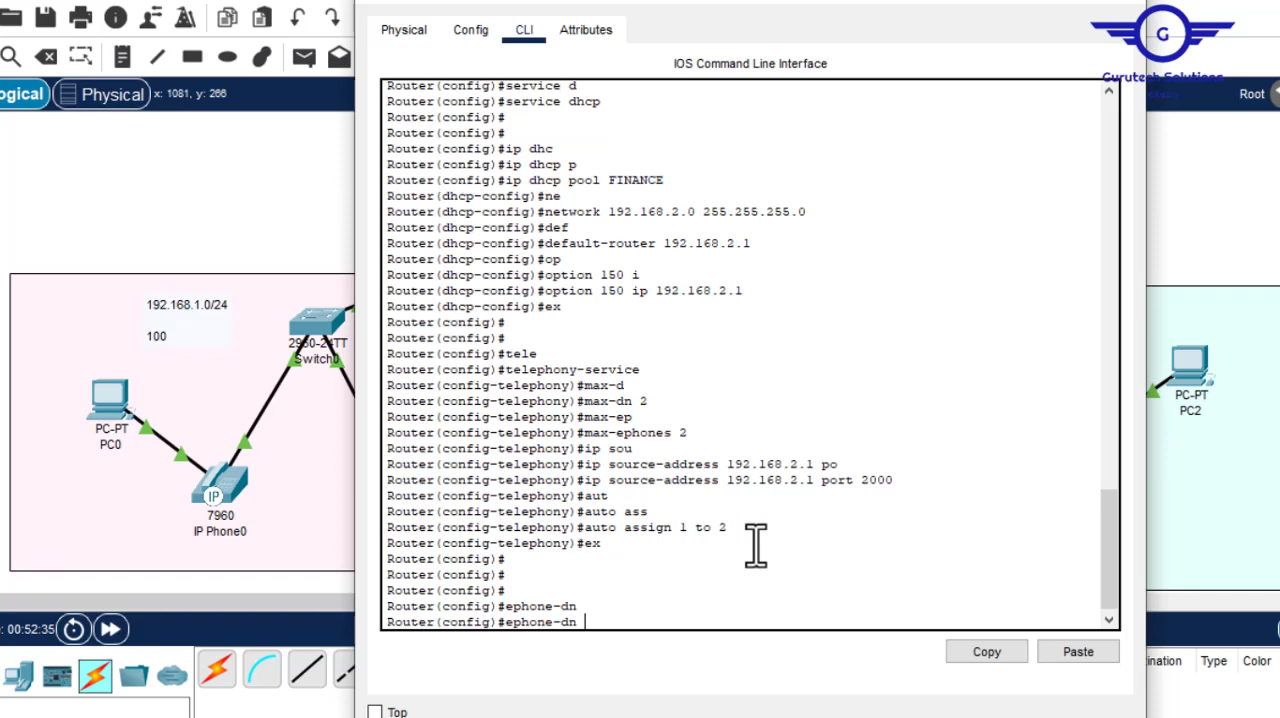 Physical
Config
CLI
Attributes
G
Gurutech Solutions
IOS Command Line Interface
ogical
Physical
x: 1081, y: 266
Root
Router(config)#service d
Router(config)#service dhcp
Router(config)#
Router(config)#
Router(config)#ip dhc
Router(config)#ip dhcp p
Router(config)#ip dhcp pool FINANCE
Router(dhcp-config)#ne
Router(dhcp-config)#network 192.168.2.0 255.255.255.0
Router(dhcp-config)#def
Router(dhcp-config)#default-router 192.168.2.1
Router(dhcp-config)#op
Router(dhcp-config)#option 150 i
Router(dhcp-config)#option 150 ip 192.168.2.1
Router(dhcp-config)#ex
Router(config)#
Router(config)#
Router(config)#tele
Router(config)#telephony-service
Router(config-telephony)#max-d
Router(config-telephony)#max-dn 2
Router(config-telephony)#max-ep
Router(config-telephony)#max-ephones 2
Router(config-telephony)#ip sou
Router(config-telephony)#ip source-address 192.168.2.1 po
Router(config-telephony)#ip source-address 192.168.2.1 port 2000
Router(config-telephony)#aut
Router(config-telephony)#auto ass
Router(config-telephony)#auto assign 1 to 2
Router(config-telephony)#ex
Router(config)#
Router(config)#
Router(config)#
Router(config)#ephone-dn
Router(config)#ephone-dn
192.168.1.0/24
100
2950-24TT
Switch0
PC-PT
PC0
IP
7960
IP Phone0
PC-PT
PC2
: 00:52:35
Copy
Paste
ination
Type
Color
Top